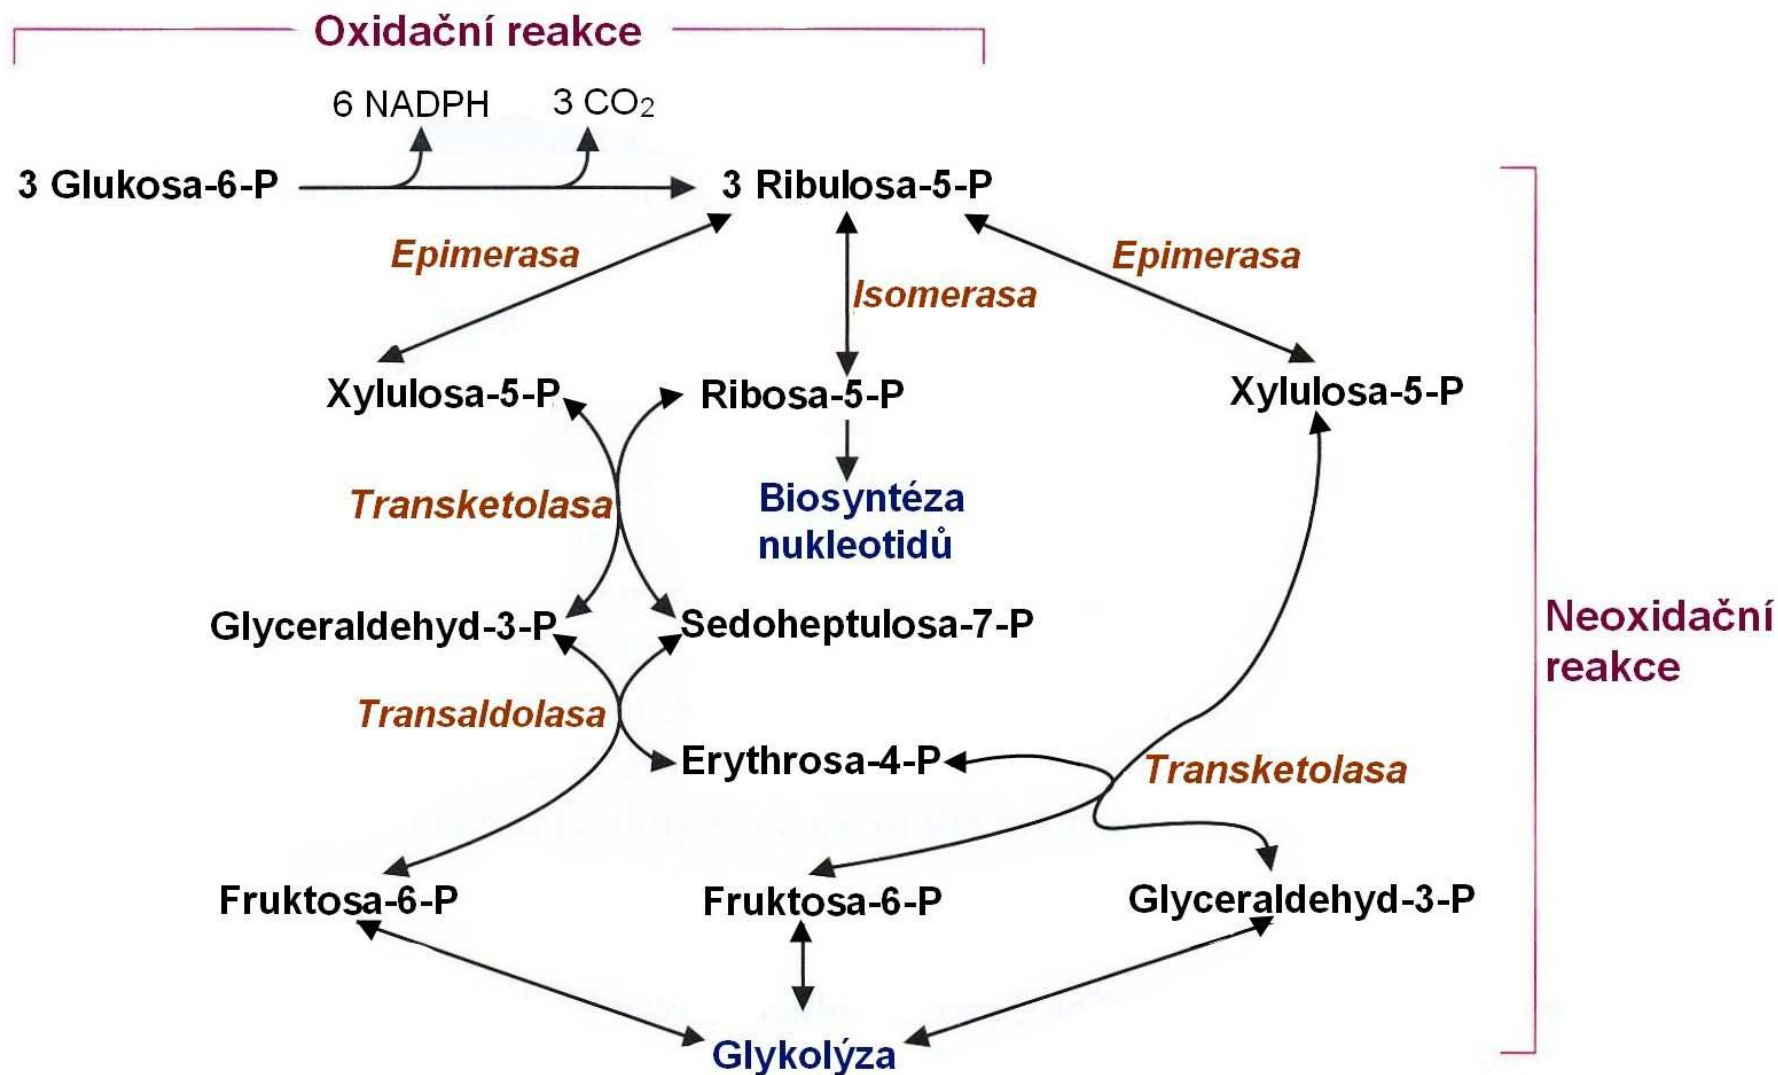 Oxidační reakce
6 NADPH
3 CO₂
3 Glukosa-6-P
3 Ribulosa-5-P
Epimerasa
Isomerasa
Epimerasa
Xylulosa-5-P
Ribosa-5-P
Xylulosa-5-P
Transketolasa
Biosyntéza
nukleotidů
Glyceraldehyd-3-P
Sedoheptulosa-7-P
Neoxidační
reakce
Transaldolasa
Erythrosa-4-P
Transketolasa
Fruktosa-6-P
Fruktosa-6-P
Glyceraldehyd-3-P
Glykolýza